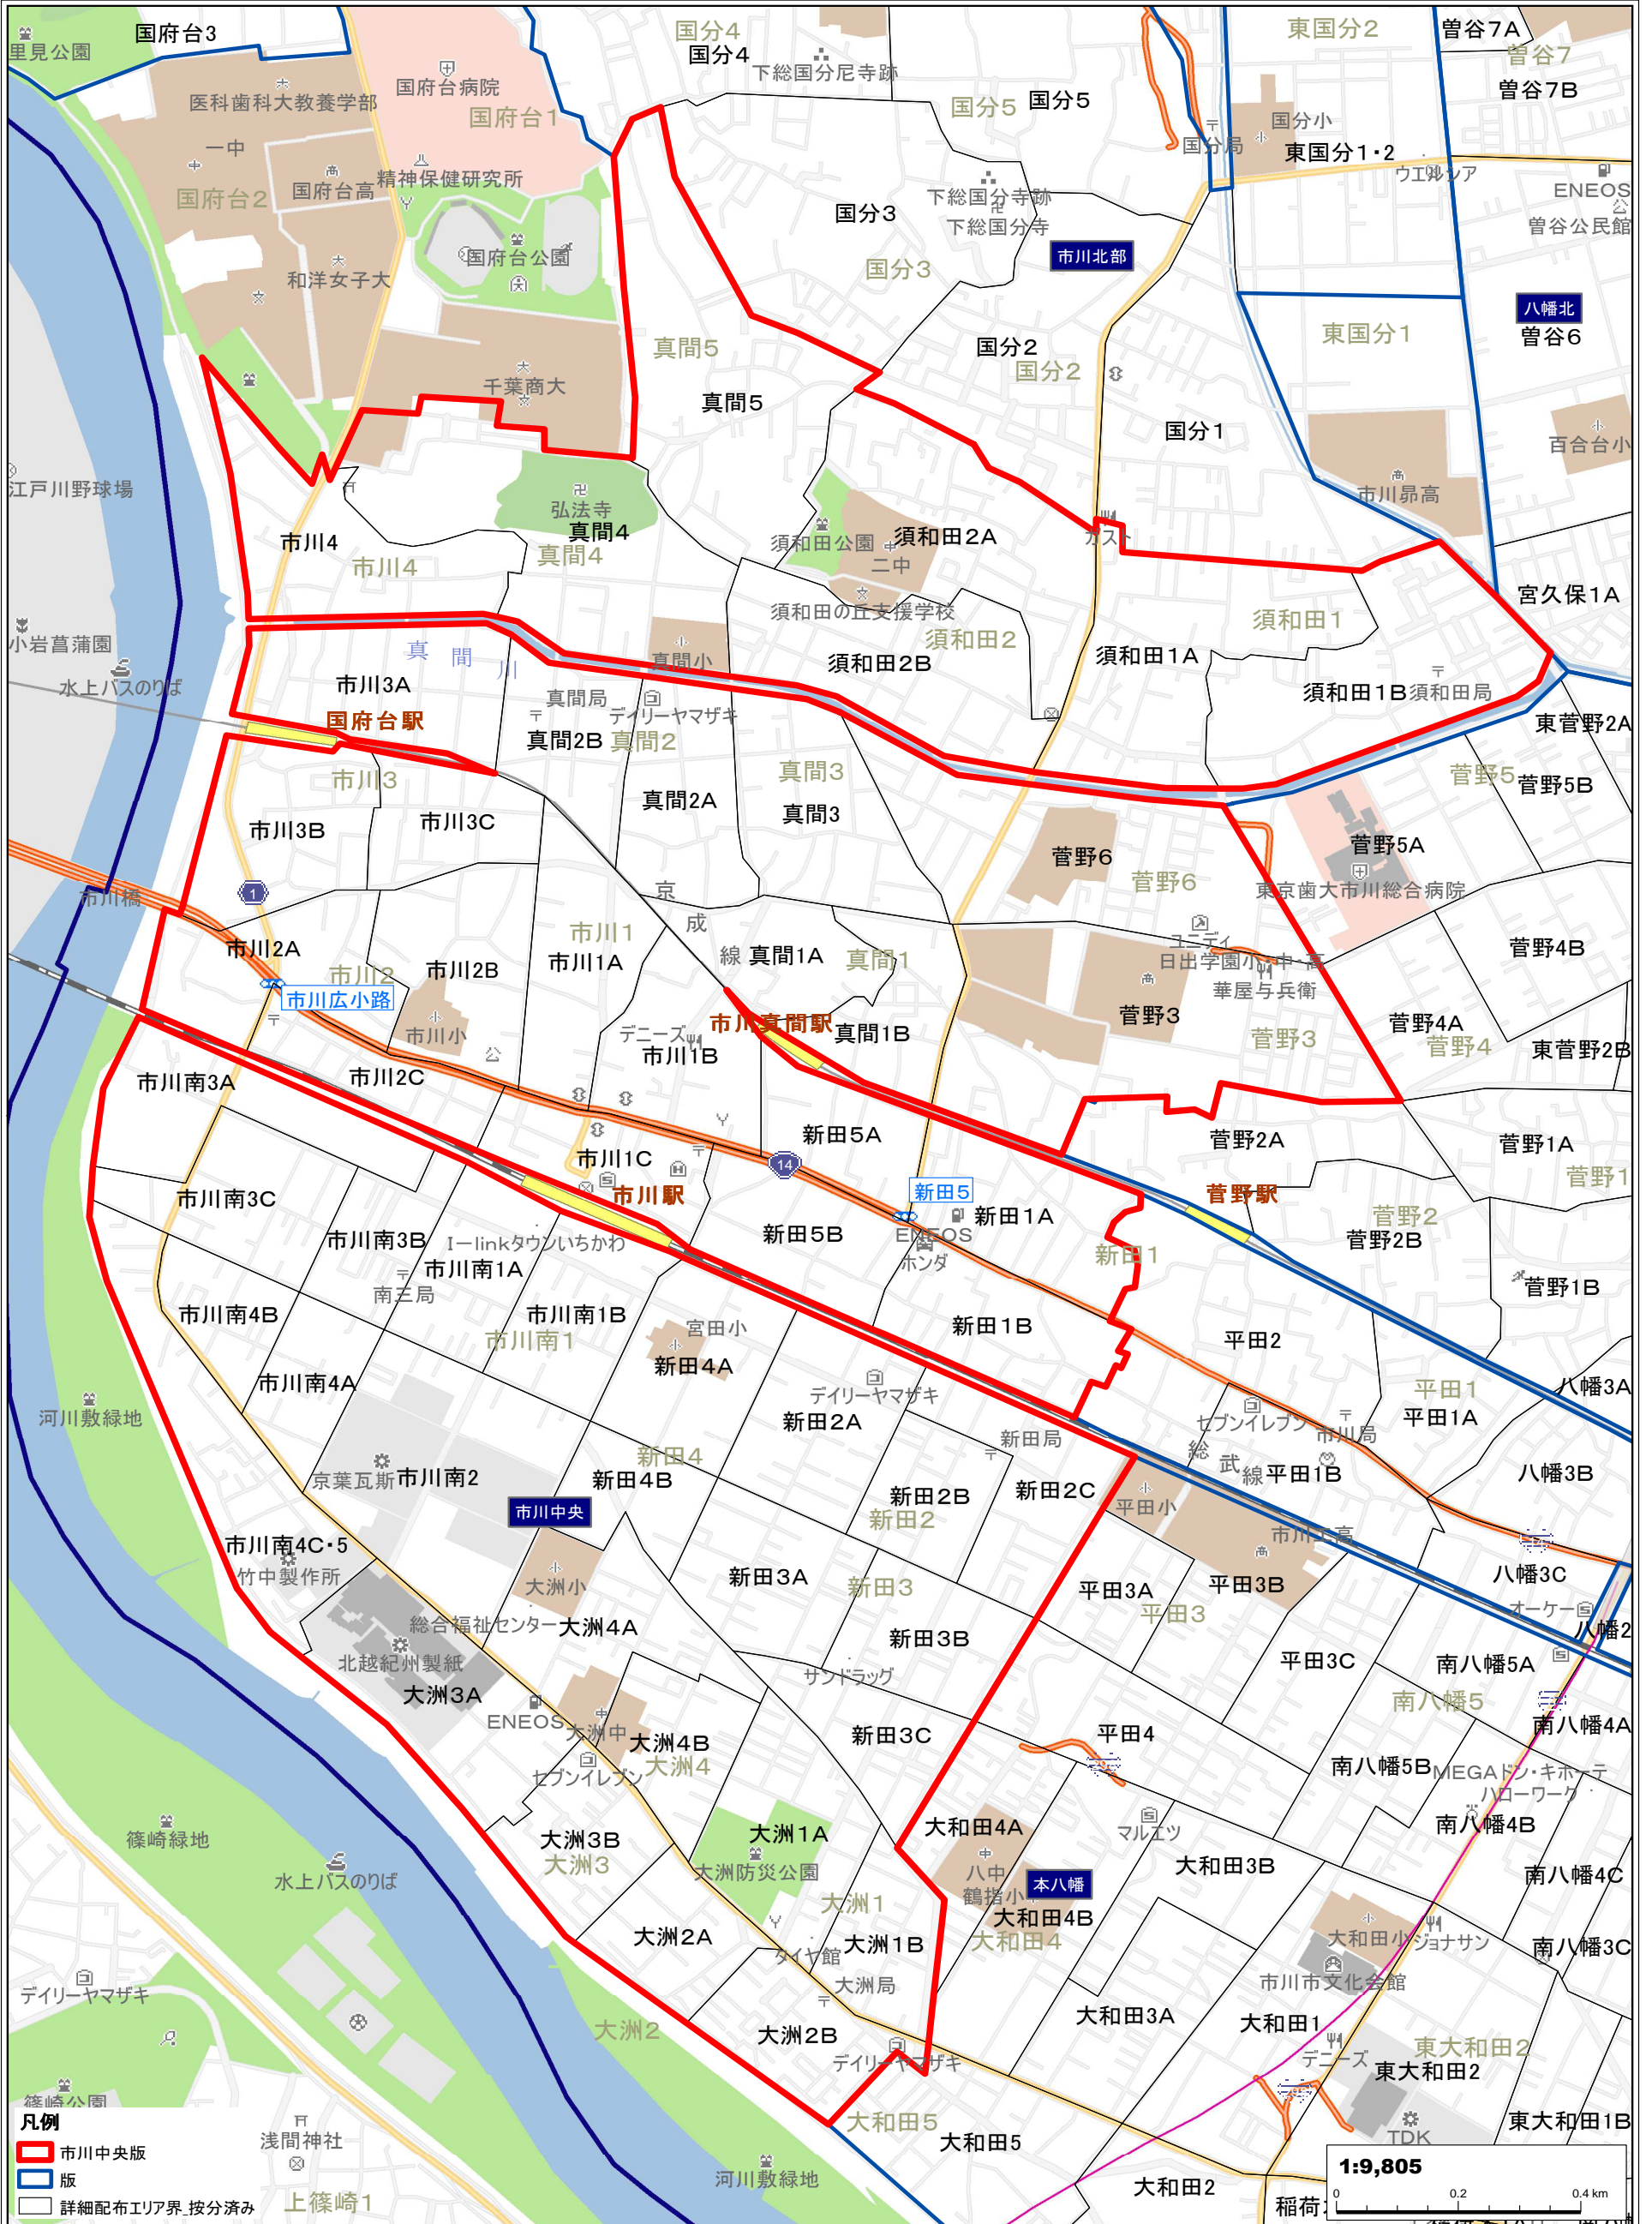 里見公園
国府台3
国分4
国分4
下総国分尼寺跡
東国分2
曽谷7A
曽谷7
曽谷7B
国府台病院
医科歯科大教養学部
国府台1
国分5
国分5
国分局
国分小
東国分1・2
ウエルシア
ENEOS
曽谷公民館
一中
国府台2
国府台高
精神保健研究所
下総国分寺跡
下総国分寺
国分3
国分3
市川北部
国府台公園
和洋女子大
八幡北
曽谷6
東国分1
真間5
真間5
国分2
国分2
千葉商大
国分1
百合台小
江戸川野球場
市川昴高
弘法寺
真間4
真間4
市川4
市川4
須和田公園
須和田2A
二中
ガスト
須和田の丘支援学校
須和田2
須和田1
宮久保1A
小岩菖蒲園
水上バスのりば
真間川
真間小
須和田2B
須和田1A
須和田1B
須和田局
市川3A
国府台駅
真間局
デイリーヤマザキ
真間2B
真間2
東菅野2A
市川3
真間3
真間3
真間2A
菅野5
菅野5B
市川3B
市川3C
菅野6
菅野6
菅野5A
東京歯大市川総合病院
1
市川橋
京成線
市川2A
市川2
市川2B
市川1
市川1A
真間1A
真間1
ユニディ
日出学園小・中・高
華屋与兵衛
菅野4B
市川広小路
市川小
デニーズ
市川1B
市川真間駅
真間1B
菅野3
菅野3
菅野4A
菅野4
東菅野2B
市川南3A
市川2C
新田5A
菅野2A
菅野1A
菅野1
市川1C
14
市川駅
新田5
市川南3C
市川南3B
I-linkタウンいちかわ
新田5B
ENEOS
ホンダ
新田1A
新田1
菅野駅
菅野2
菅野2B
南三局
市川南1A
菅野1B
市川南4B
市川南1B
市川南1
宮田小
新田4A
新田1B
平田2
市川南4A
デイリーヤマザキ
新田2A
八幡3A
平田1
平田1A
河川敷緑地
セブンイレブン
市川局
新田局
総武線
平田1B
八幡3B
京葉瓦斯
市川南2
新田4
新田4B
新田2B
新田2
新田2C
平田小
市川中央
市川工高
市川南4C・5
竹中製作所
大洲小
新田3A
新田3
平田3A
平田3
平田3B
八幡3C
オーケー
八幡2
総合福祉センター
大洲4A
新田3B
北越紀州製紙
大洲3A
サンドラッグ
平田3C
南八幡5A
南八幡5
南八幡4A
ENEOS
大洲中
大洲4B
大洲4
新田3C
平田4
セブンイレブン
南八幡5B
MEGAドン・キホーテ
ハローワーク
南八幡4B
篠崎緑地
大洲3B
大洲3
大洲1A
大洲防災公園
大和田4A
マルエツ
大和田3B
八中
鶴指小
本八幡
水上バスのりば
大洲1
南八幡4C
大和田4B
大和田4
大洲2A
タイヤ館
大洲1B
大和田小
ジョナサン
南八幡3C
市川市文化会館
大洲局
デイリーヤマザキ
大和田3A
大和田1
大洲2
大洲2B
デイリーヤマザキ
デニーズ
東大和田2
東大和田2
篠崎公園
大和田5
大和田5
浅間神社
TDK
東大和田1B
河川敷緑地
上篠崎1
大和田2
凡例
市川中央版
版
詳細配布エリア界_按分済み
1:9,805
0 0.2 0.4 km